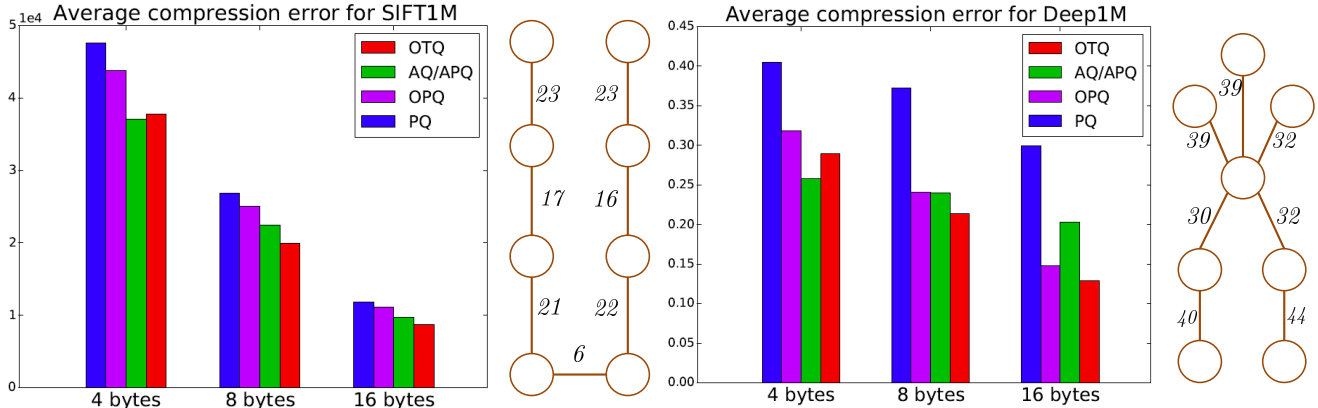 Average compression error for SIFT1M
1e4
5
4
3
2
1
0
OTQ
AQ/APQ
OPQ
PQ
4 bytes
8 bytes
16 bytes
23
23
17
16
21
22
6
Average compression error for Deep1M
0.45
0.40
0.35
0.30
0.25
0.20
0.15
0.10
0.05
0.00
OTQ
AQ/APQ
OPQ
PQ
4 bytes
8 bytes
16 bytes
39
39
32
30
32
40
44